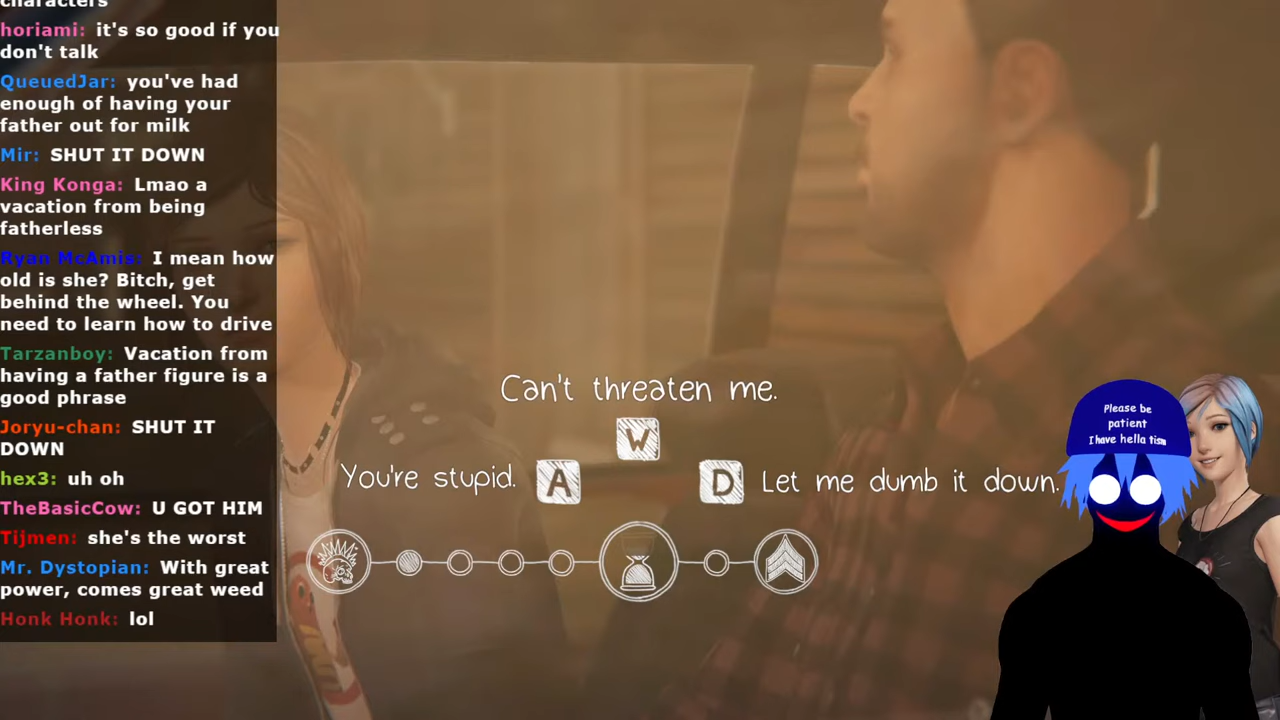 characters
horiami: it's so good if you
don't talk
QueuedJar: you've had
enough of having your
father out for milk
Mir: SHUT IT DOWN
King Konga: Lmao a
vacation from being
fatherless
Ryan McAmis: I mean how
old is she? Bitch, get
behind the wheel. You
need to learn how to drive
Tarzanboy: Vacation from
having a father figure is a
good phrase
Joryu-chan: SHUT IT
DOWN
hex3: uh oh
TheBasicCow: U GOT HIM
Tijmen: she's the worst
Mr. Dystopian: With great
power, comes great weed
Honk Honk: lol
Can't threaten me.
W
You're stupid. A
D Let me dumb it down.
Please be
patient
I have hella tism